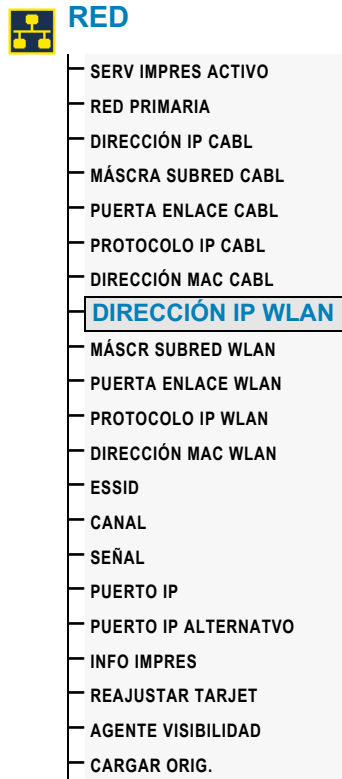 RED
SERV IMPRES ACTIVO
RED PRIMARIA
DIRECCIÓN IP CABL
MÁSCRA SUBRED CABL
PUERTA ENLACE CABL
PROTOCOLO IP CABL
DIRECCIÓN MAC CABL
DIRECCIÓN IP WLAN
MÁSCR SUBRED WLAN
PUERTA ENLACE WLAN
PROTOCOLO IP WLAN
DIRECCIÓN MAC WLAN
ESSID
CANAL
SEÑAL
PUERTO IP
PUERTO IP ALTERNATVO
INFO IMPRES
REAJUSTAR TARJET
AGENTE VISIBILIDAD
CARGAR ORIG.